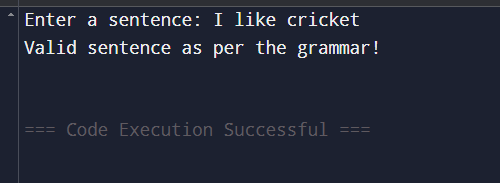 Enter a sentence: I like cricket
Valid sentence as per the grammar!
=== Code Execution Successful ===